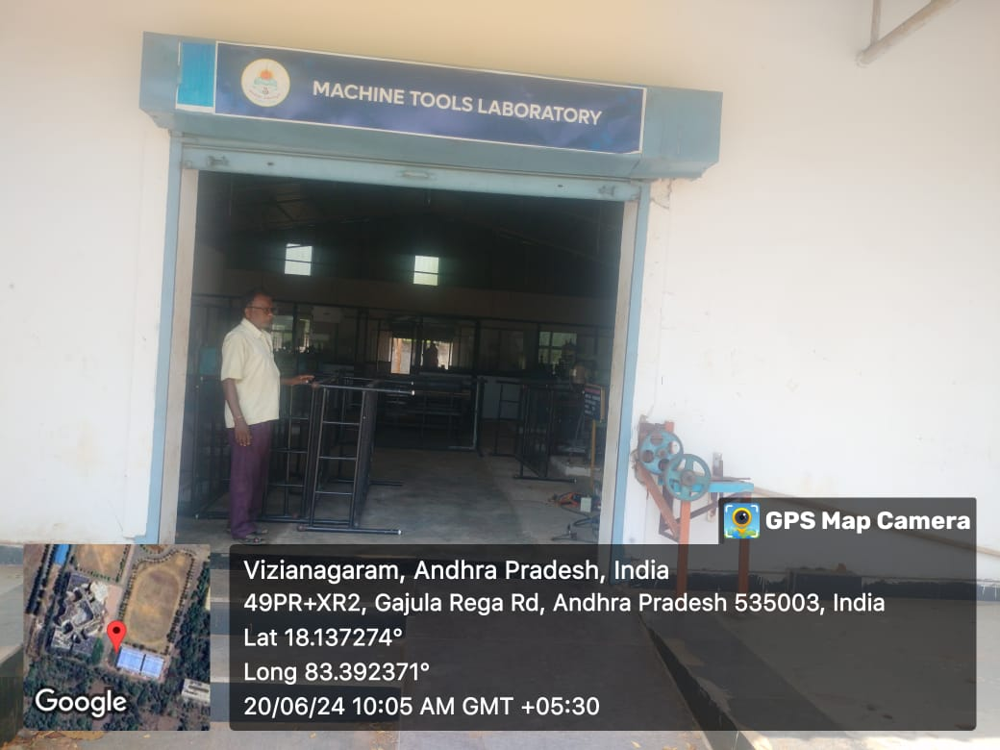 MACHINE TOOLS LABORATORY
GPS Map Camera
Vizianagaram, Andhra Pradesh, India
49PR+XR2, Gajula Rega Rd, Andhra Pradesh 535003, India
Lat 18.137274°
Long 83.392371°
20/06/24 10:05 AM GMT +05:30
Google